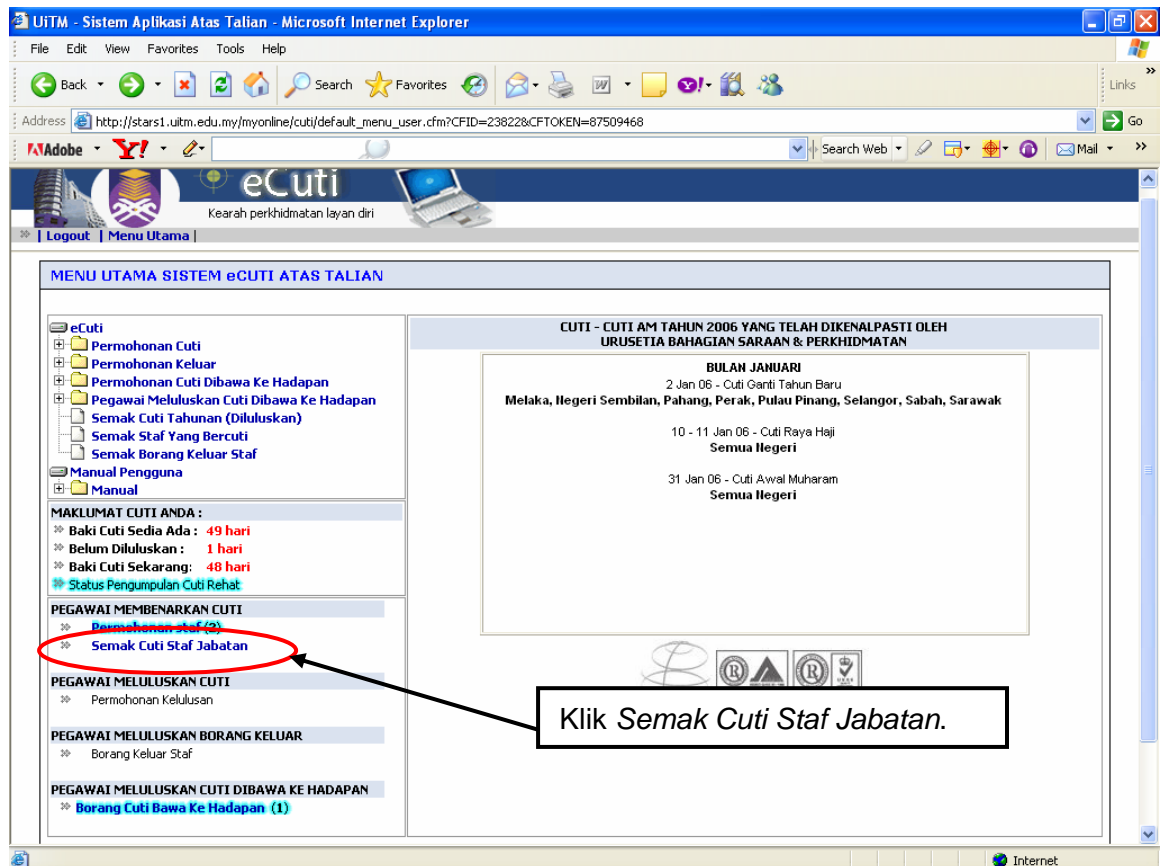 UiTM - Sistem Aplikasi Atas Talian - Microsoft Internet Explorer
File Edit View Favorites Tools Help
Back Search Favorites Links
Address http://stars1.uitm.edu.my/myonline/cuti/default_menu_user.cfm?CFID=23822&CFTOKEN=87509468 Go
Adobe Y! Search Web Mail
eCuti
Kearah perkhidmatan layan diri
| Logout | Menu Utama |
MENU UTAMA SISTEM eCUTI ATAS TALIAN
eCuti
Permohonan Cuti
Permohonan Keluar
Permohonan Cuti Dibawa Ke Hadapan
Pegawai Meluluskan Cuti Dibawa Ke Hadapan
Semak Cuti Tahunan (Diluluskan)
Semak Staf Yang Bercuti
Semak Borang Keluar Staf
Manual Pengguna
Manual
MAKLUMAT CUTI ANDA :
Baki Cuti Sedia Ada : 49 hari
Belum Diluluskan : 1 hari
Baki Cuti Sekarang: 48 hari
Status Pengumpulan Cuti Rehat
PEGAWAI MEMBENARKAN CUTI
Permohonan staf (2)
Semak Cuti Staf Jabatan
PEGAWAI MELULUSKAN CUTI
Permohonan Kelulusan
PEGAWAI MELULUSKAN BORANG KELUAR
Borang Keluar Staf
PEGAWAI MELULUSKAN CUTI DIBAWA KE HADAPAN
Borang Cuti Bawa Ke Hadapan (1)
CUTI - CUTI AM TAHUN 2006 YANG TELAH DIKENALPASTI OLEH
URUSETIA BAHAGIAN SARAAN & PERKHIDMATAN
BULAN JANUARI
2 Jan 06 - Cuti Ganti Tahun Baru
Melaka, Negeri Sembilan, Pahang, Perak, Pulau Pinang, Selangor, Sabah, Sarawak
10 - 11 Jan 06 - Cuti Raya Haji
Semua Negeri
31 Jan 06 - Cuti Awal Muharam
Semua Negeri
Klik Semak Cuti Staf Jabatan.
Internet